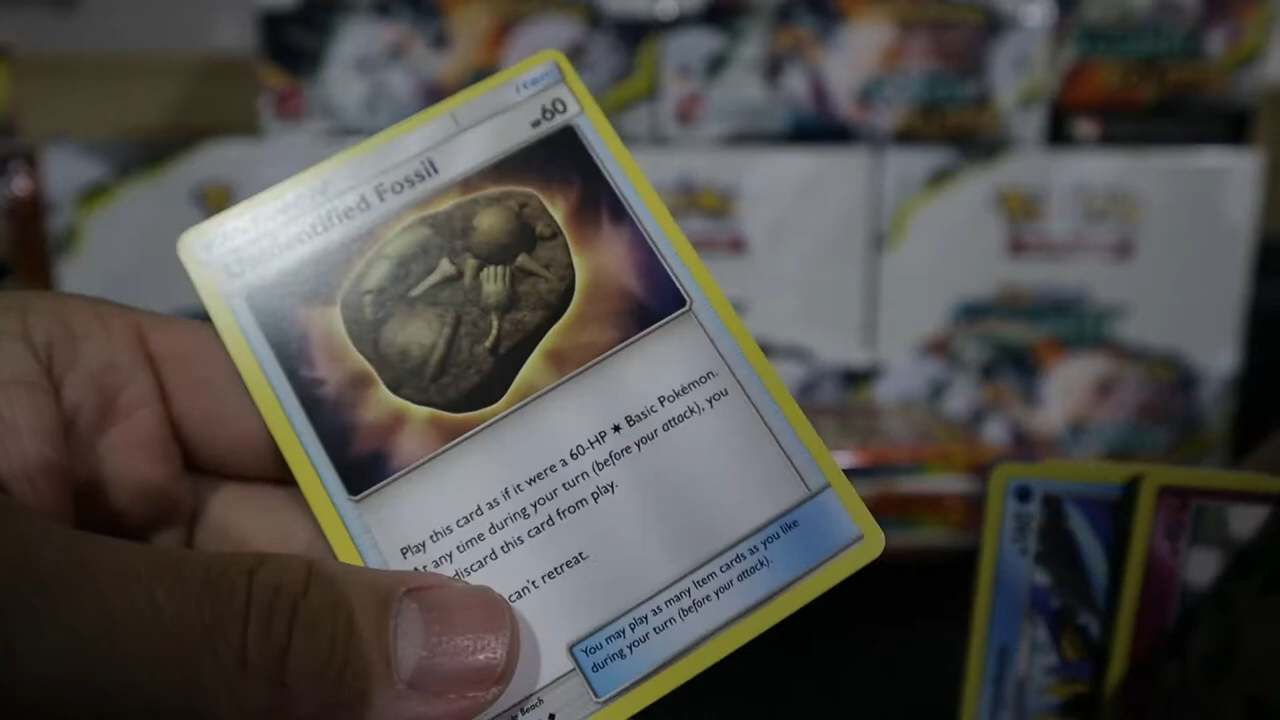 Item
HP60
Unidentified Fossil
Play this card as if it were a 60-HP Basic Pokémon.
At any time during your turn (before your attack), you
discard this card from play.
can't retreat.
You may play as many Item cards as you like
during your turn (before your attack).
Beach